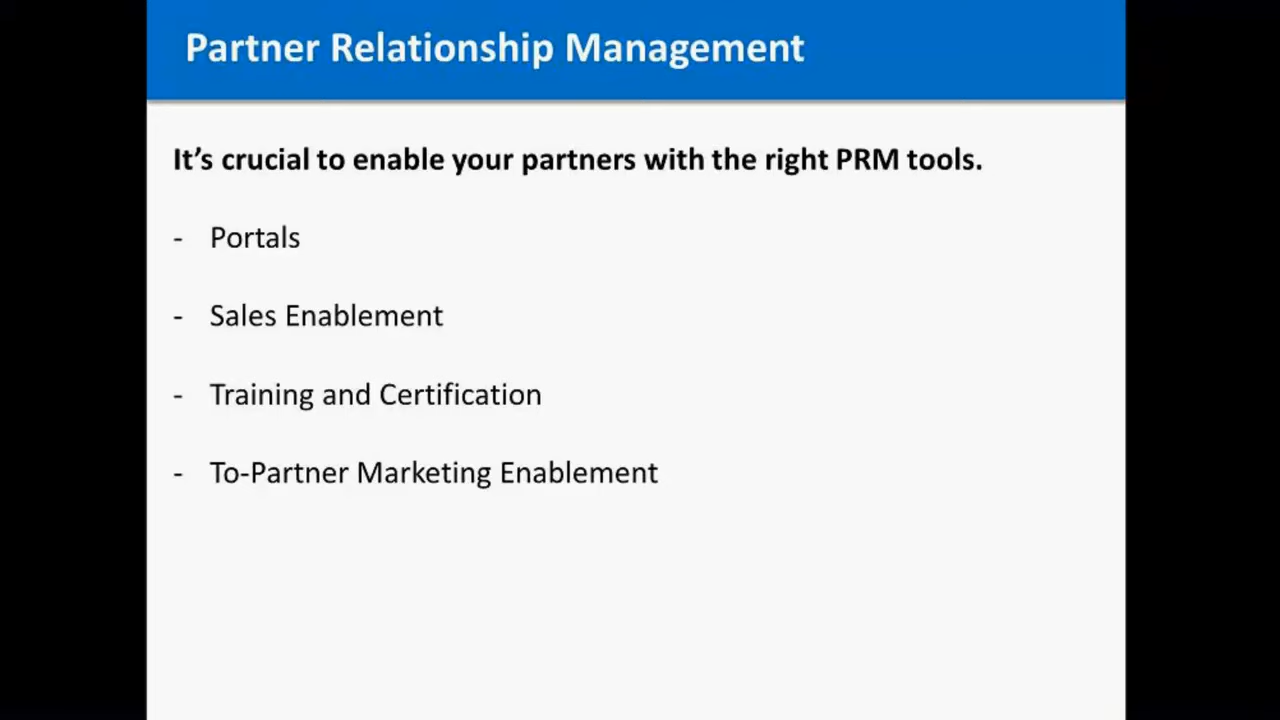 Partner Relationship Management
It’s crucial to enable your partners with the right PRM tools.
- Portals
- Sales Enablement
- Training and Certification
- To-Partner Marketing Enablement